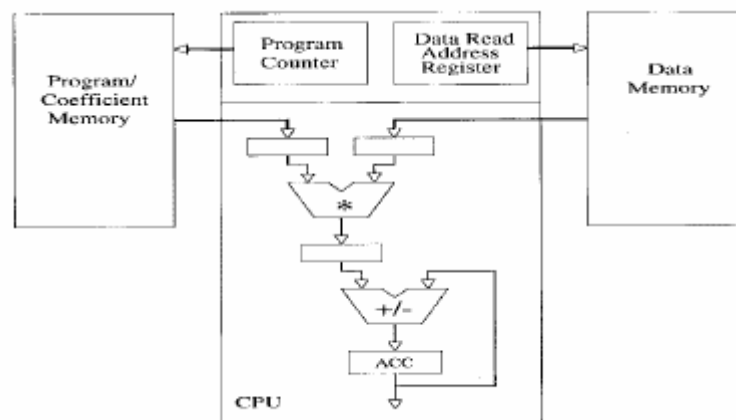 Program
Counter
Data Read
Address
Register
Program/
Coefficient
Memory
Data
Memory
*
+/-
ACC
CPU